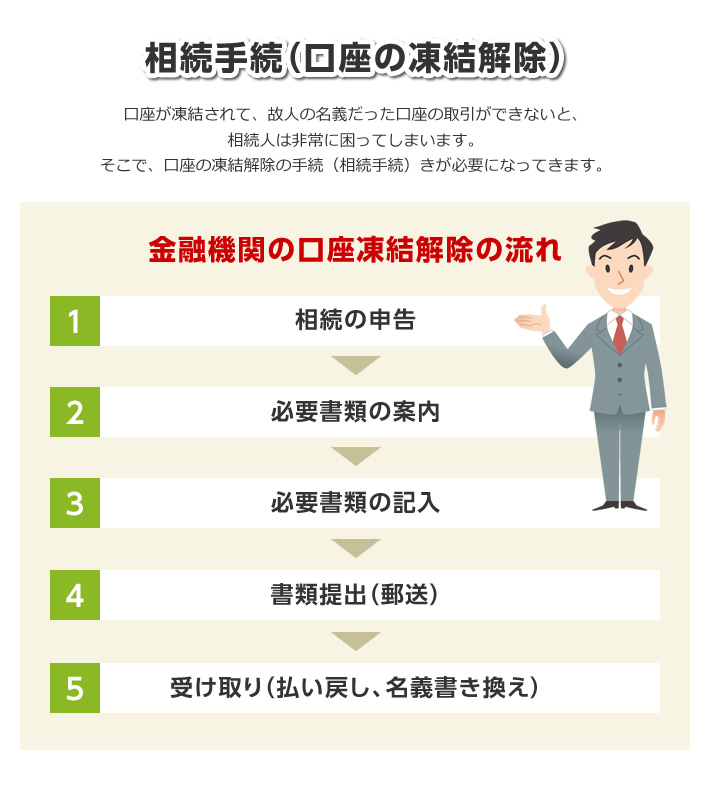 相続手続(口座の凍結解除)
口座が凍結されて、故人の名義だった口座の取引ができないと、
相続人は非常に困ってしまいます。
そこで、口座の凍結解除の手続（相続手続）きが必要になってきます。
金融機関の口座凍結解除の流れ
1 相続の申告
2 必要書類の案内
3 必要書類の記入
4 書類提出(郵送)
5 受け取り(払い戻し、名義書き換え)